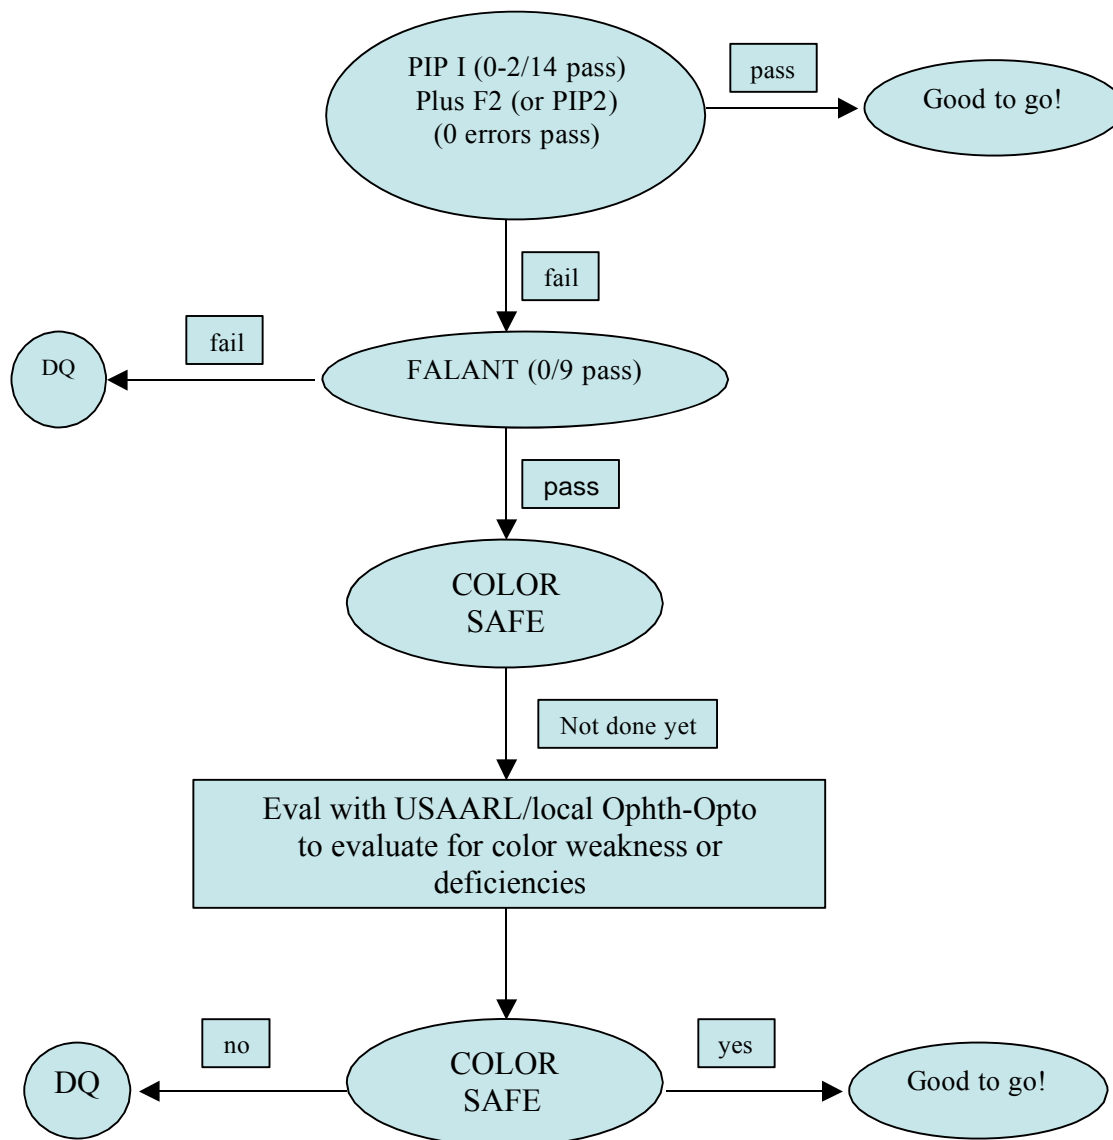 PIP I (0-2/14 pass)
Plus F2 (or PIP2)
(0 errors pass)
pass
Good to go!
fail
fail
DQ
FALANT (0/9 pass)
pass
COLOR
SAFE
Not done yet
Eval with USAARL/local Ophth-Opto
to evaluate for color weakness or
deficiencies
no
yes
DQ
COLOR
SAFE
Good to go!